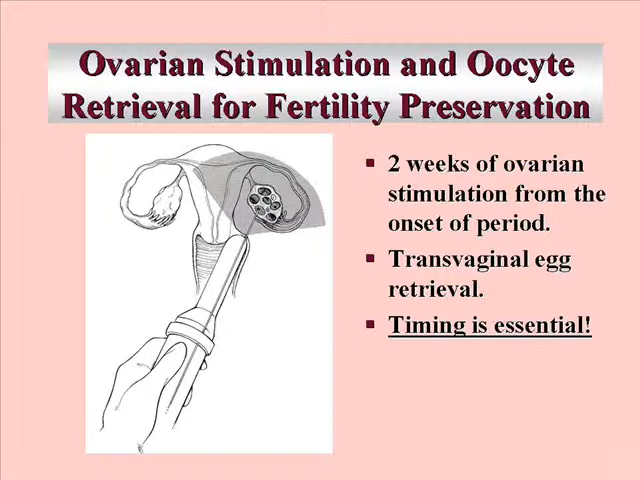 Ovarian Stimulation and Oocyte
Retrieval for Fertility Preservation
2 weeks of ovarian
stimulation from the
onset of period.
Transvaginal egg
retrieval.
Timing is essential!